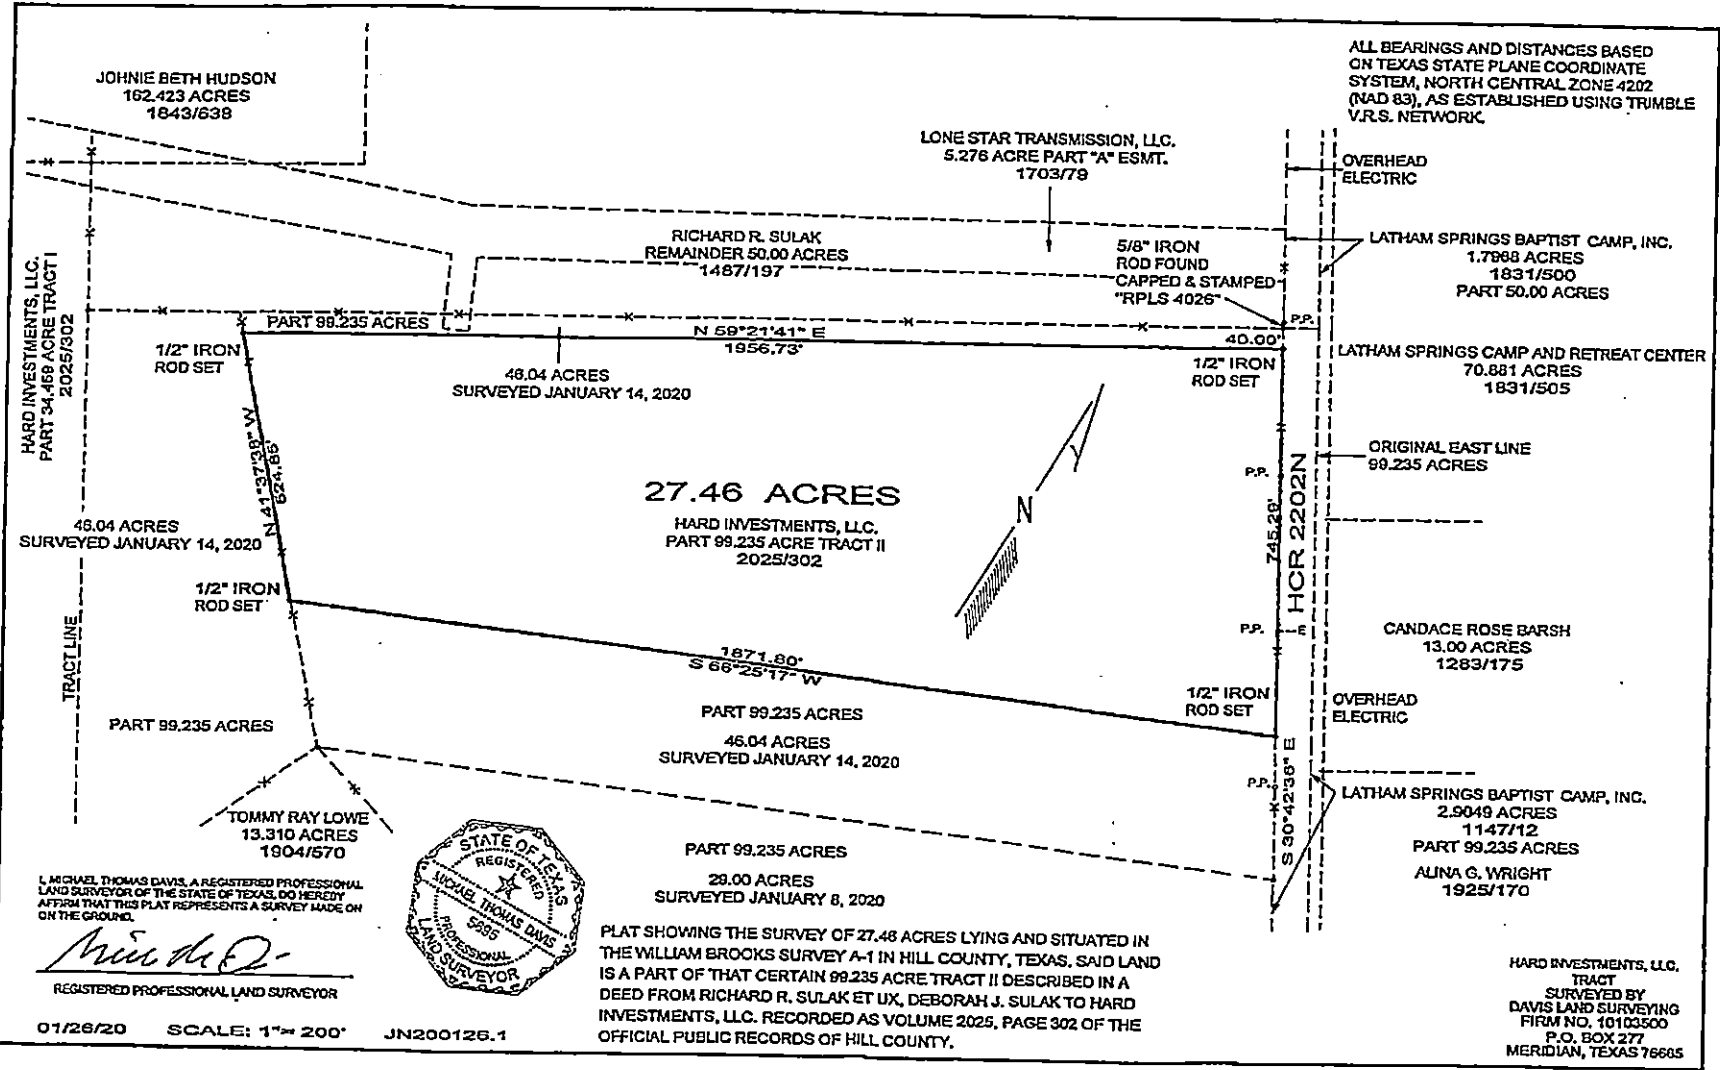 JOHNIE BETH HUDSON
162.423 ACRES
1843/639
ALL BEARINGS AND DISTANCES BASED
ON TEXAS STATE PLANE COORDINATE
SYSTEM, NORTH CENTRAL ZONE 4202
(NAD 83), AS ESTABLISHED USING TRIMBLE
V.R.S. NETWORK.
LONE STAR TRANSMISSION, LLC.
5.276 ACRE PART "A" ESMT.
1703/79
OVERHEAD
ELECTRIC
RICHARD R. SULAK
REMAINDER 50.00 ACRES
1487/197
5/8" IRON
ROD FOUND
CAPPED & STAMPED
"RPLS 4026"
LATHAM SPRINGS BAPTIST CAMP, INC.
1.7968 ACRES
1831/500
PART 50.00 ACRES
HARD INVESTMENTS, LLC.
PART 34.459 ACRE TRACT I
2025/302
PART 99.235 ACRES
N 59°21'41" E
1956.73'
P.P.
40.00'
1/2" IRON
ROD SET
1/2" IRON
ROD SET
LATHAM SPRINGS CAMP AND RETREAT CENTER
70.881 ACRES
1831/505
46.04 ACRES
SURVEYED JANUARY 14, 2020
N 41°37'38" W
624.85'
ORIGINAL EAST LINE
99.235 ACRES
P.P.
745.29'
HCR 2202N
27.46 ACRES
HARD INVESTMENTS, LLC.
PART 99.235 ACRE TRACT II
2025/302
N
46.04 ACRES
SURVEYED JANUARY 14, 2020
1/2" IRON
ROD SET
TRACT LINE
P.P.
E
CANDACE ROSE BARSH
13.00 ACRES
1283/175
1871.80'
S 66°25'17" W
1/2" IRON
ROD SET
OVERHEAD
ELECTRIC
PART 99.235 ACRES
PART 99.235 ACRES
46.04 ACRES
SURVEYED JANUARY 14, 2020
S 30°42'36" E
P.P.
LATHAM SPRINGS BAPTIST CAMP, INC.
2.9049 ACRES
1147/12
PART 99.235 ACRES
ALINA G. WRIGHT
1925/170
TOMMY RAY LOWE
13.310 ACRES
1904/570
PART 99.235 ACRES
29.00 ACRES
SURVEYED JANUARY 8, 2020
I, MICHAEL THOMAS DAVIS, A REGISTERED PROFESSIONAL
LAND SURVEYOR OF THE STATE OF TEXAS, DO HEREBY
AFFIRM THAT THIS PLAT REPRESENTS A SURVEY MADE ON
ON THE GROUND.
STATE OF TEXAS
REGISTERED
MICHAEL THOMAS DAVIS
5695
PROFESSIONAL
LAND SURVEYOR
REGISTERED PROFESSIONAL LAND SURVEYOR
01/26/20 SCALE: 1"= 200' JN200126.1
PLAT SHOWING THE SURVEY OF 27.46 ACRES LYING AND SITUATED IN
THE WILLIAM BROOKS SURVEY A-1 IN HILL COUNTY, TEXAS. SAID LAND
IS A PART OF THAT CERTAIN 99.235 ACRE TRACT II DESCRIBED IN A
DEED FROM RICHARD R. SULAK ET UX, DEBORAH J. SULAK TO HARD
INVESTMENTS, LLC. RECORDED AS VOLUME 2025, PAGE 302 OF THE
OFFICIAL PUBLIC RECORDS OF HILL COUNTY.
HARD INVESTMENTS, LLC.
TRACT
SURVEYED BY
DAVIS LAND SURVEYING
FIRM NO. 10103500
P.O. BOX 277
MERIDIAN, TEXAS 76665